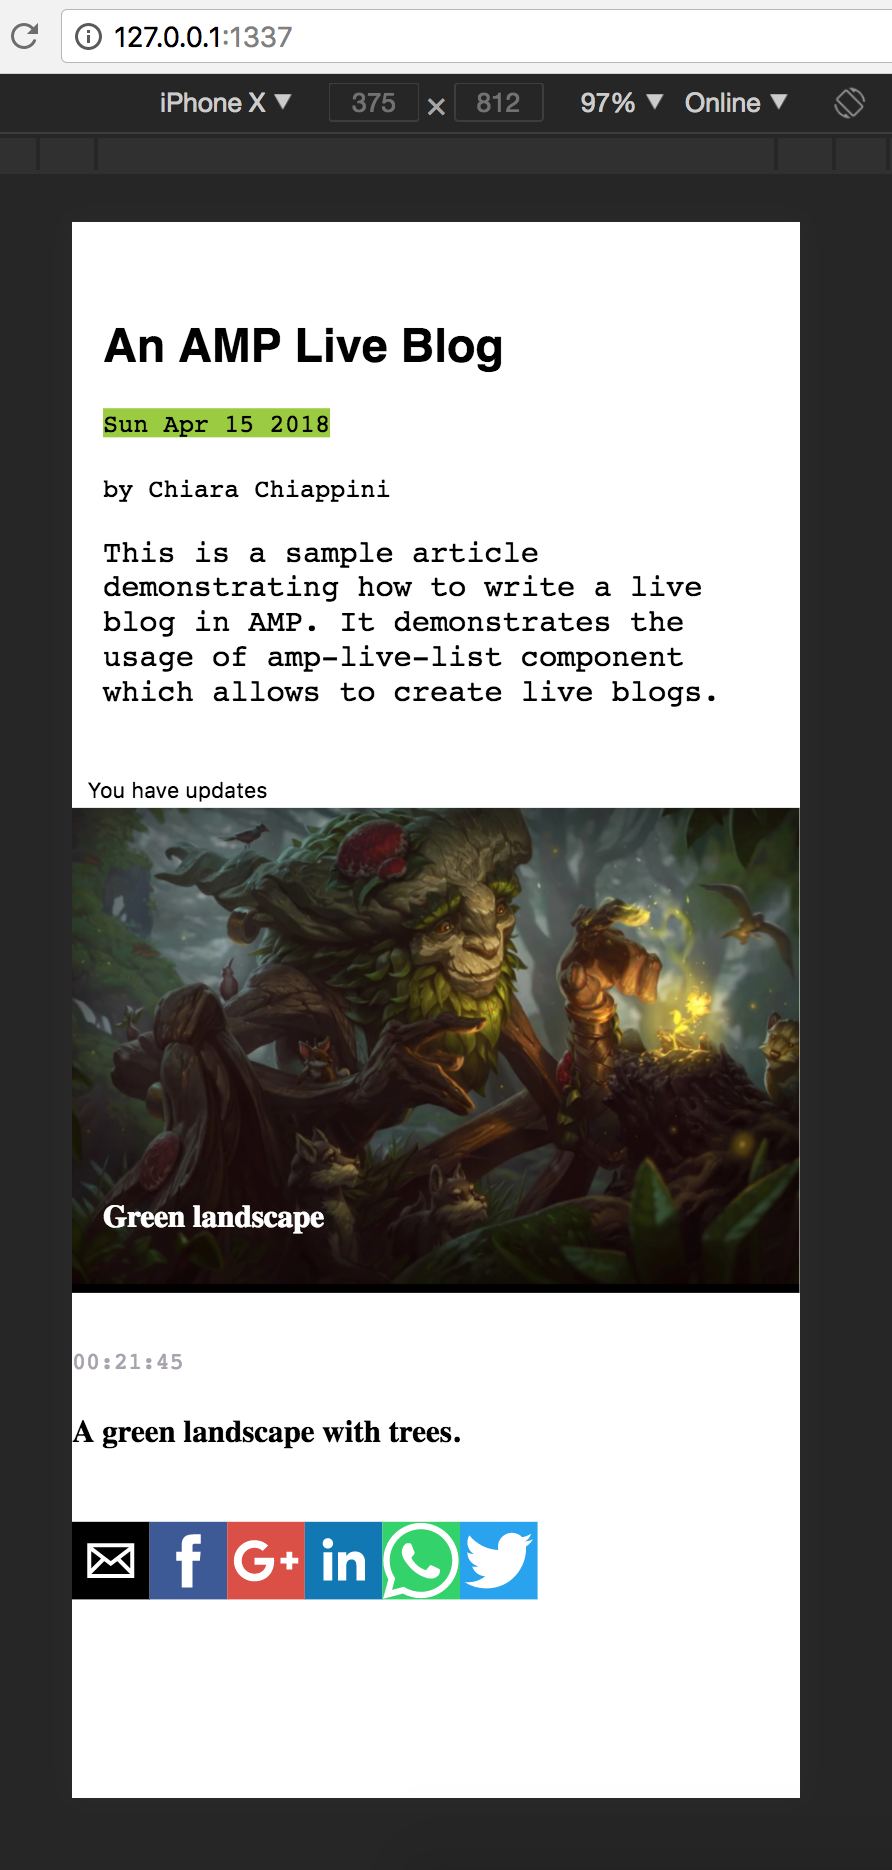 127.0.0.1:1337
iPhone X ▼ 375 × 812 97% ▼ Online ▼
An AMP Live Blog
Sun Apr 15 2018
by Chiara Chiappini
This is a sample article
demonstrating how to write a live
blog in AMP. It demonstrates the
usage of amp-live-list component
which allows to create live blogs.
You have updates
Green landscape
00:21:45
A green landscape with trees.
f G+ in